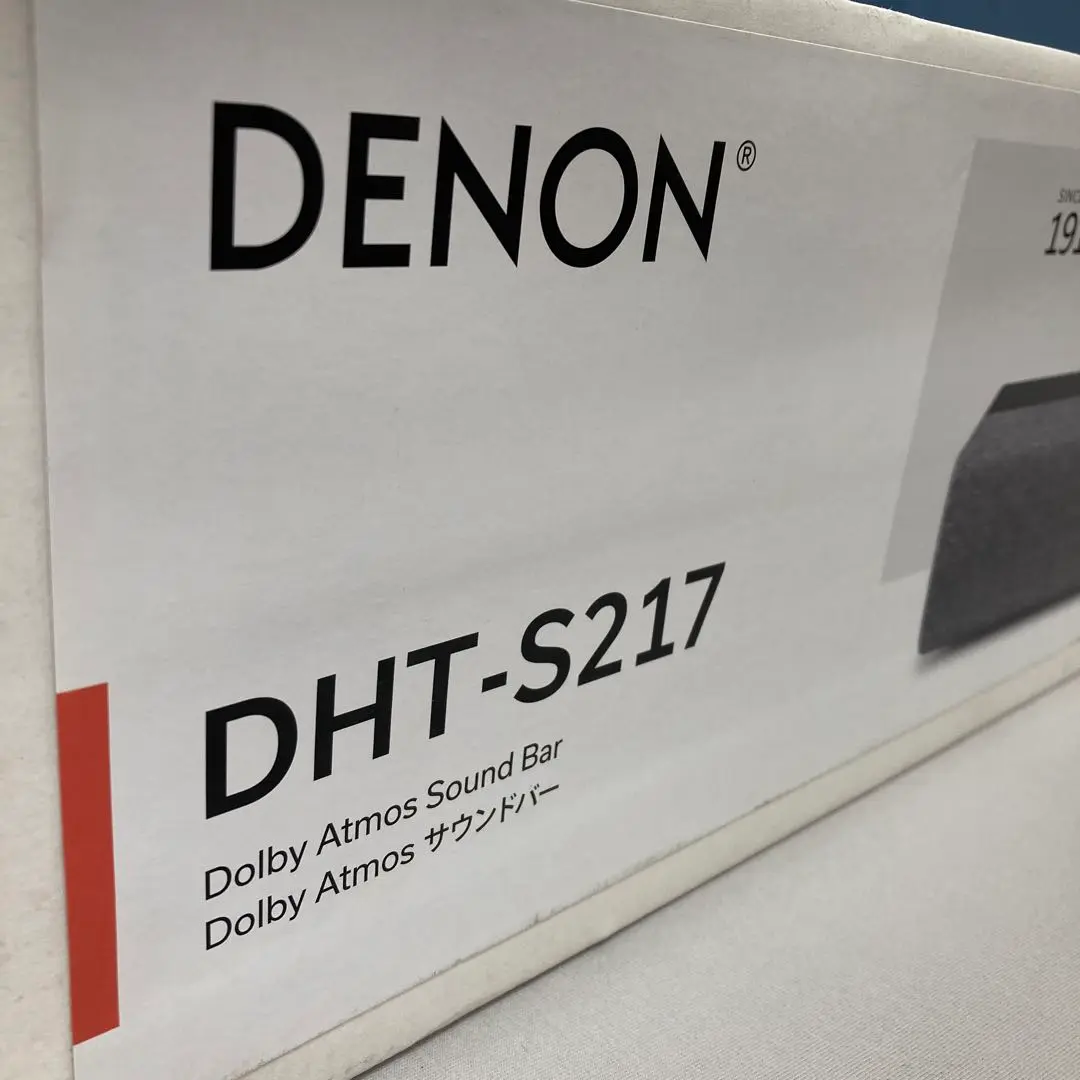 DENON®
DHT-S217
Dolby Atmos Sound Bar
Dolby Atmos サウンドバー